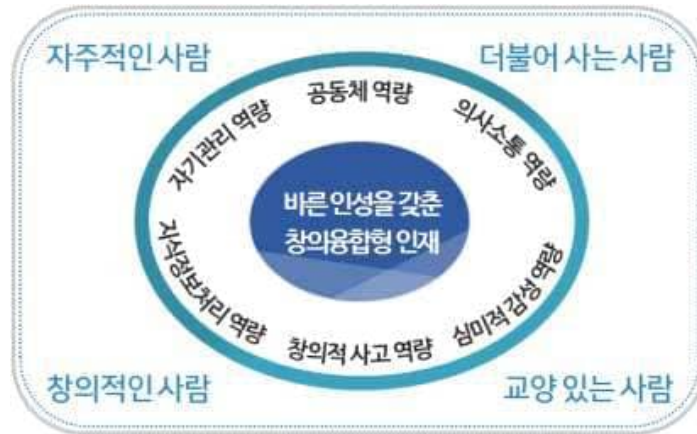 자주적인 사람
더불어 사는 사람
공동체 역량
자기관리 역량
의사소통 역량
바른 인성을 갖춘
창의융합형 인재
지식정보처리 역량
심미적 감성 역량
창의적 사고 역량
창의적인 사람
교양 있는 사람